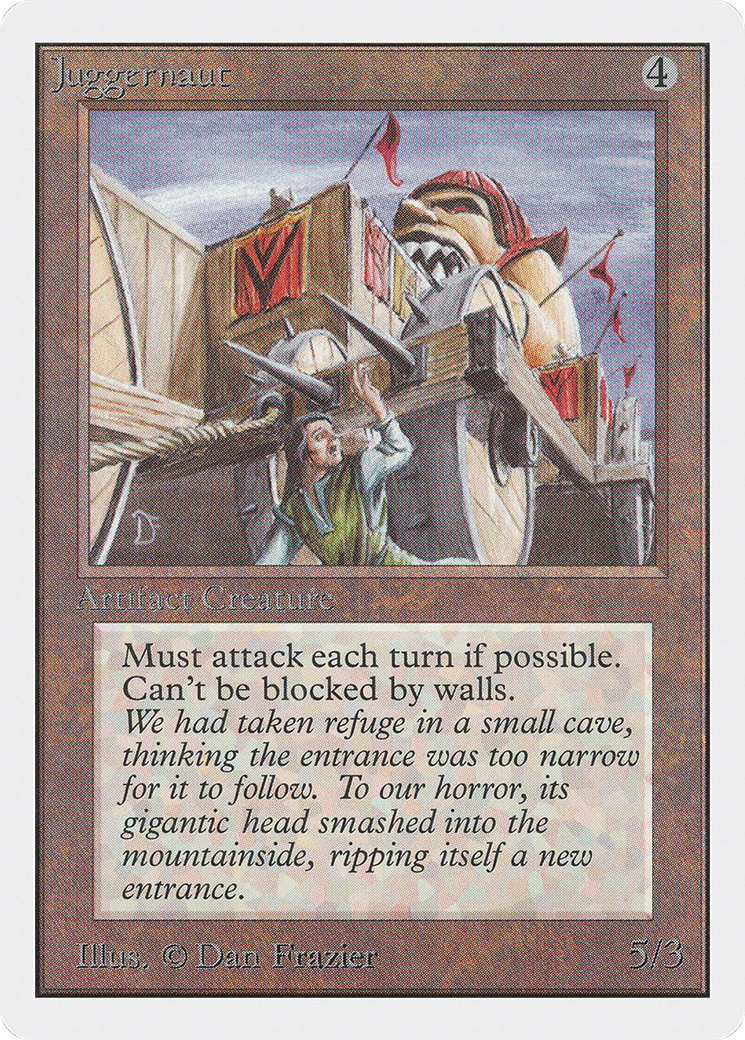 Juggernaut
4
DF
Artifact Creature
Must attack each turn if possible.
Can't be blocked by walls.
We had taken refuge in a small cave,
thinking the entrance was too narrow
for it to follow. To our horror, its
gigantic head smashed into the
mountainside, ripping itself a new
entrance.
Illus. © Dan Frazier
5/3